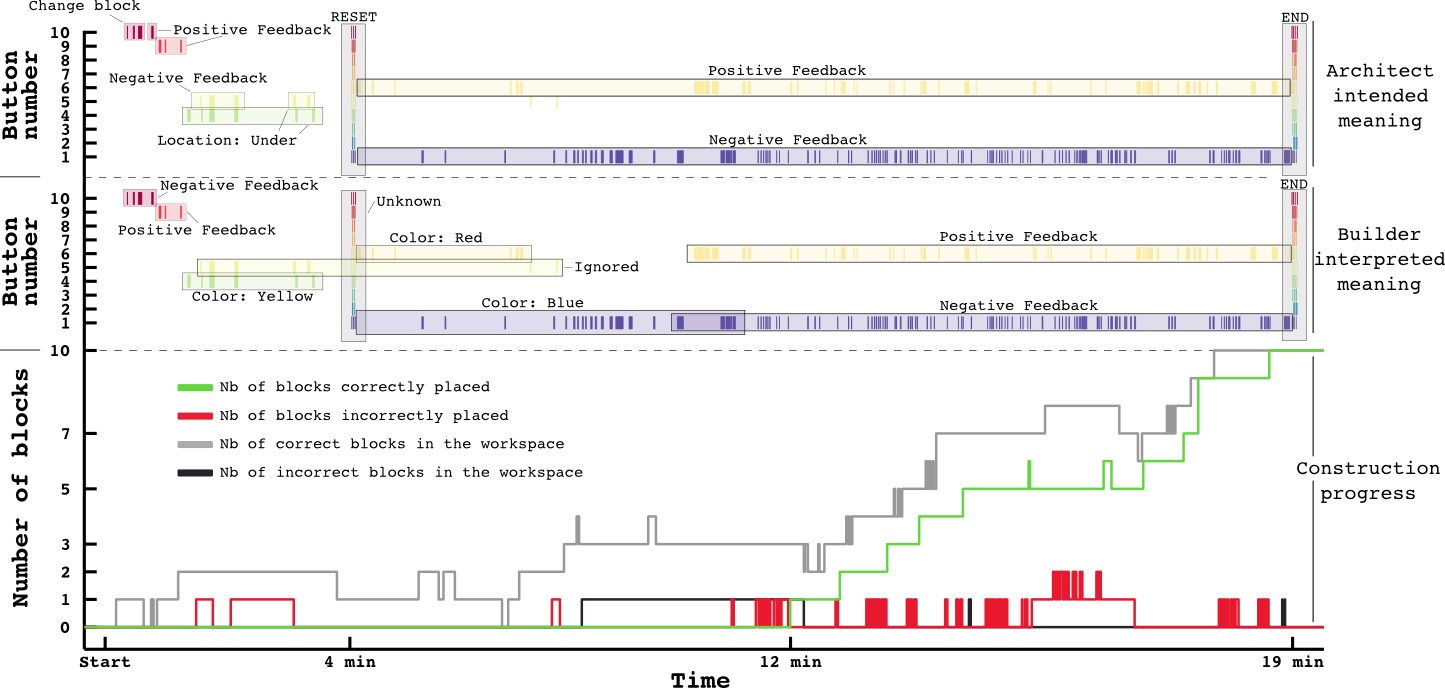 Change block
Positive Feedback
RESET
END
10
9
8
7
6
5
4
3
2
1
Button
number
Negative Feedback
Location: Under
Positive Feedback
Negative Feedback
Architect
intended
meaning
10
9
8
7
6
5
4
3
2
1
Button
number
Negative Feedback
Positive Feedback
Unknown
END
Color: Red
Positive Feedback
Ignored
Color: Yellow
Color: Blue
Negative Feedback
Builder
interpreted
meaning
10
7
5
3
2
1
0
Number of blocks
Nb of blocks correctly placed
Nb of blocks incorrectly placed
Nb of correct blocks in the workspace
Nb of incorrect blocks in the workspace
Construction
progress
Start
4 min
12 min
19 min
Time